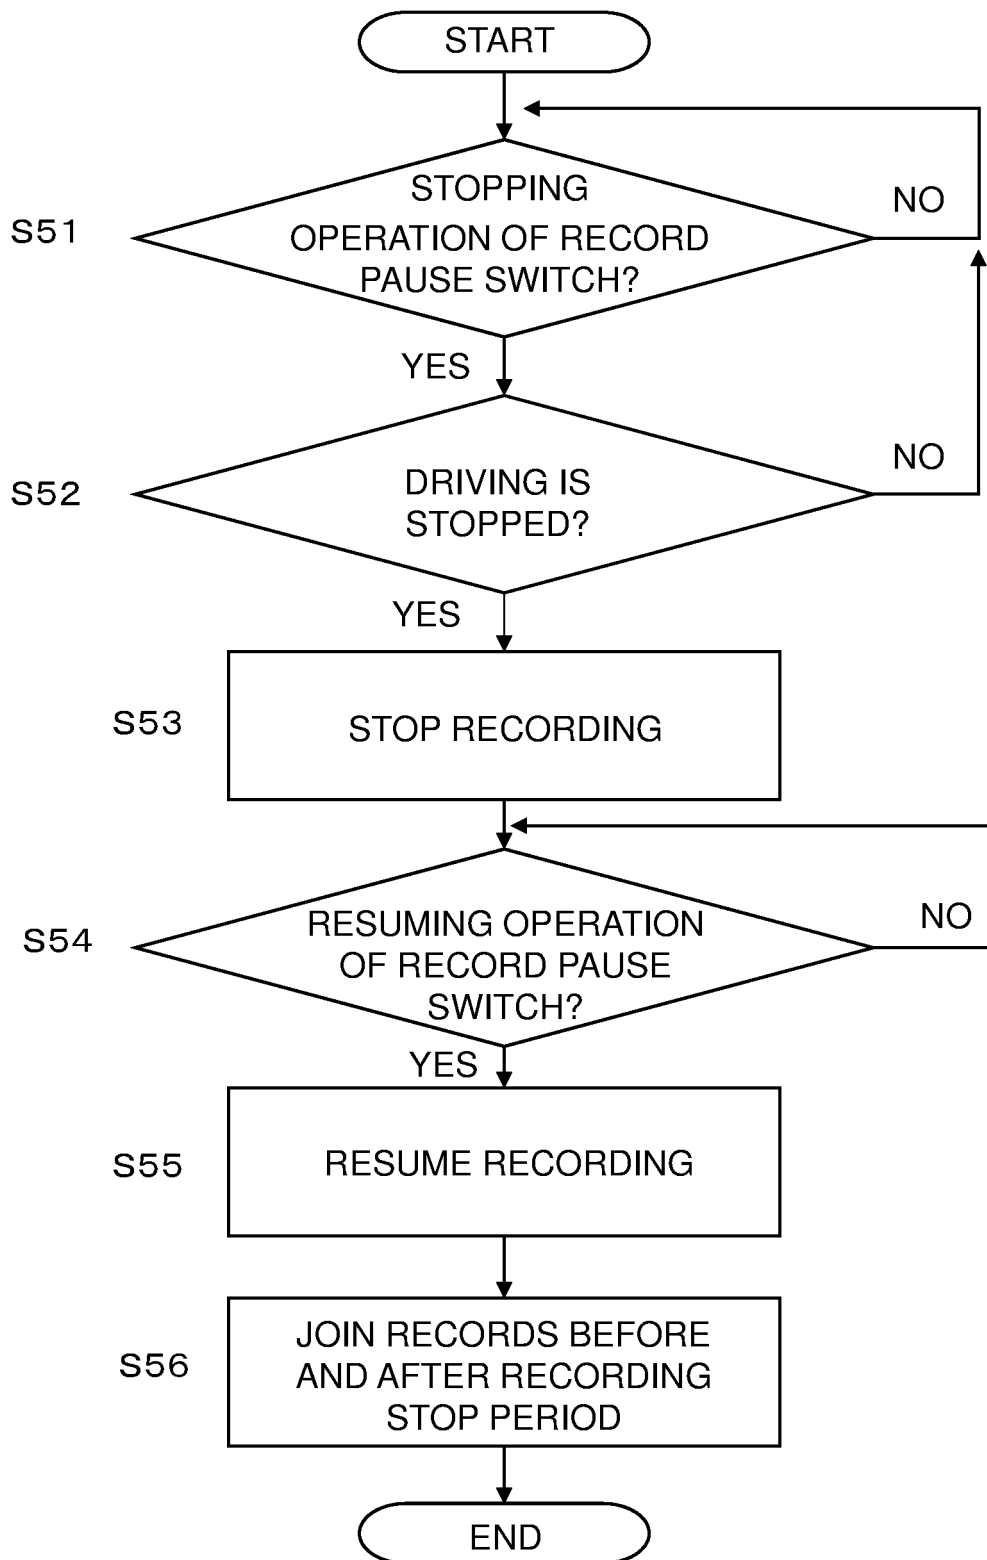 START
STOPPING
OPERATION OF RECORD
PAUSE SWITCH?
S51
NO
YES
DRIVING IS
STOPPED?
S52
NO
YES
S53
STOP RECORDING
S54
RESUMING OPERATION
OF RECORD PAUSE
SWITCH?
NO
YES
S55
RESUME RECORDING
S56
JOIN RECORDS BEFORE
AND AFTER RECORDING
STOP PERIOD
END